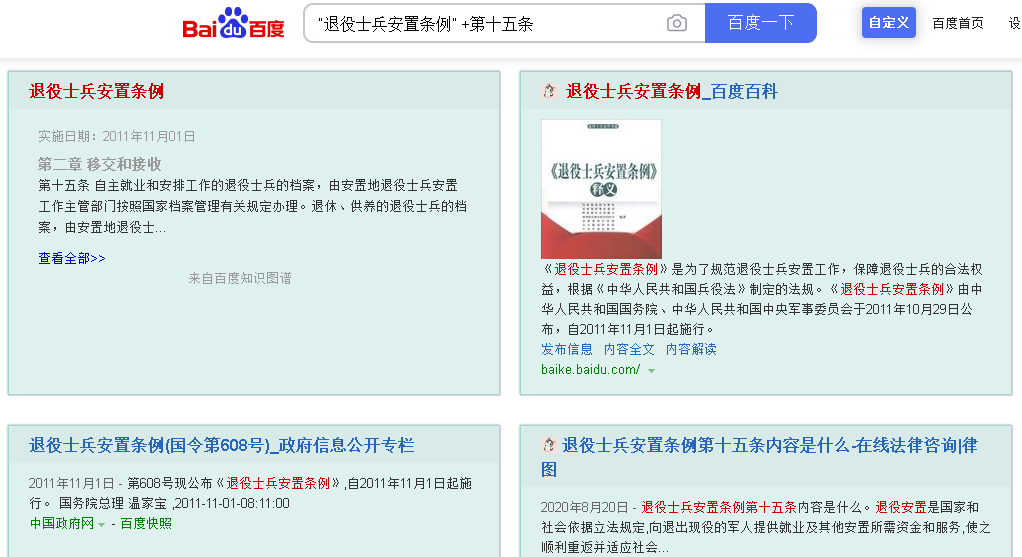 Bai du 百度 "退役士兵安置条例" +第十五条 百度一下 自定义 百度首页 设
退役士兵安置条例
实施日期：2011年11月01日
第二章 移交和接收
第十五条 自主就业和安排工作的退役士兵的档案，由安置地退役士兵安置
工作主管部门按照国家档案管理有关规定办理。退休、供养的退役士兵的档
案，由安置地退役士...
查看全部>>
来自百度知识图谱
退役士兵安置条例_百度百科
《退役士兵安置条例》
释义
《退役士兵安置条例》是为了规范退役士兵安置工作，保障退役士兵的合法权
益，根据《中华人民共和国兵役法》制定的法规。《退役士兵安置条例》由中
华人民共和国国务院、中华人民共和国中央军事委员会于2011年10月29日公
布，自2011年11月1日起施行。
发布信息 内容全文 内容解读
baike.baidu.com/
退役士兵安置条例(国令第608号)_政府信息公开专栏
2011年11月1日 - 第608号现公布《退役士兵安置条例》,自2011年11月1日起施
行。 国务院总理 温家宝 ,2011-11-01-08:11:00
中国政府网 - 百度快照
退役士兵安置条例第十五条内容是什么-在线法律咨询|律
图
2020年8月20日 - 退役士兵安置条例第十五条内容是什么。退役安置是国家和
社会依据立法规定,向退出现役的军人提供就业及其他安置所需资金和服务,使之
顺利重返并适应社会...